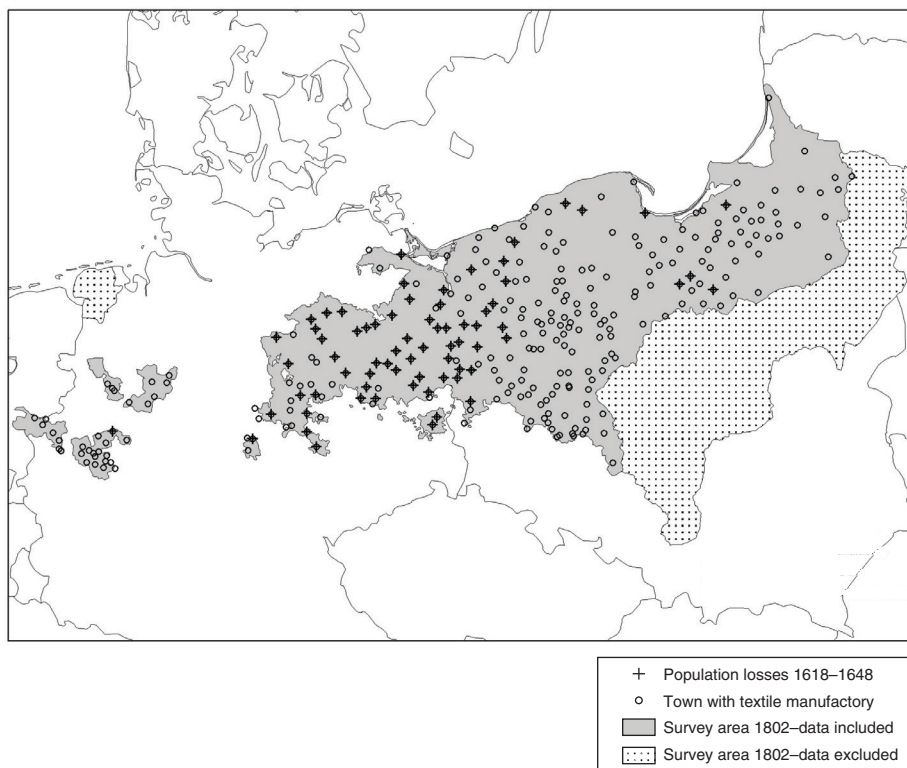 Population losses 1618–1648
Town with textile manufactory
Survey area 1802–data included
Survey area 1802–data excluded